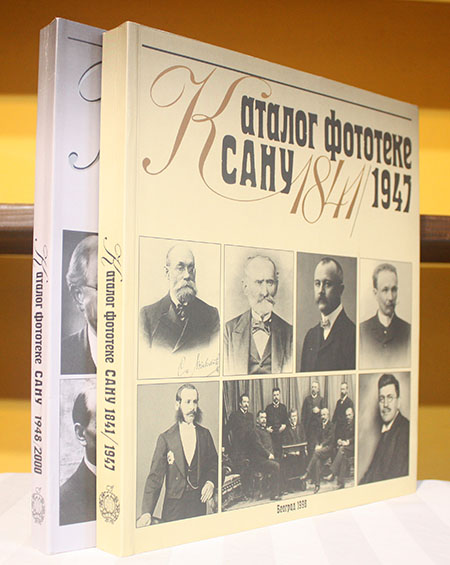 Каталог фототеке
САНУ 1841/1947
Београд 1998
Каталог фототеке САНУ 1841/1947
Каталог фототеке САНУ 1948 2000